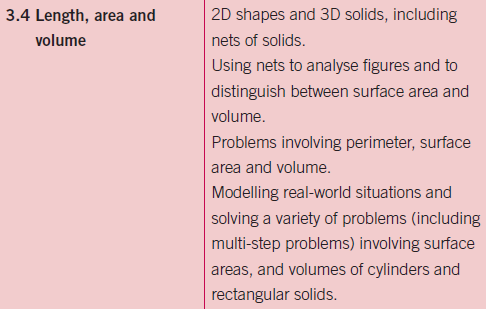 3.4 Length, area and
volume
2D shapes and 3D solids, including
nets of solids.
Using nets to analyse figures and to
distinguish between surface area and
volume.
Problems involving perimeter, surface
area and volume.
Modelling real-world situations and
solving a variety of problems (including
multi-step problems) involving surface
areas, and volumes of cylinders and
rectangular solids.